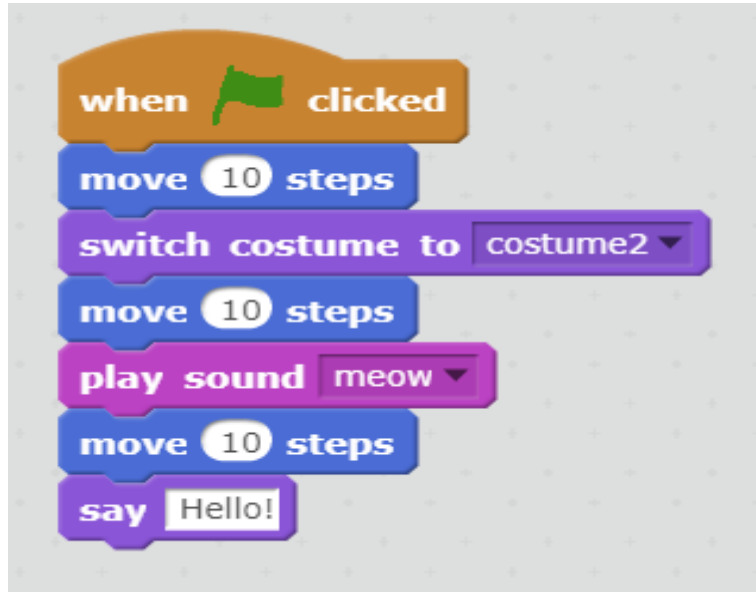 when clicked
move 10 steps
switch costume to costume2
move 10 steps
play sound meow
move 10 steps
say Hello!